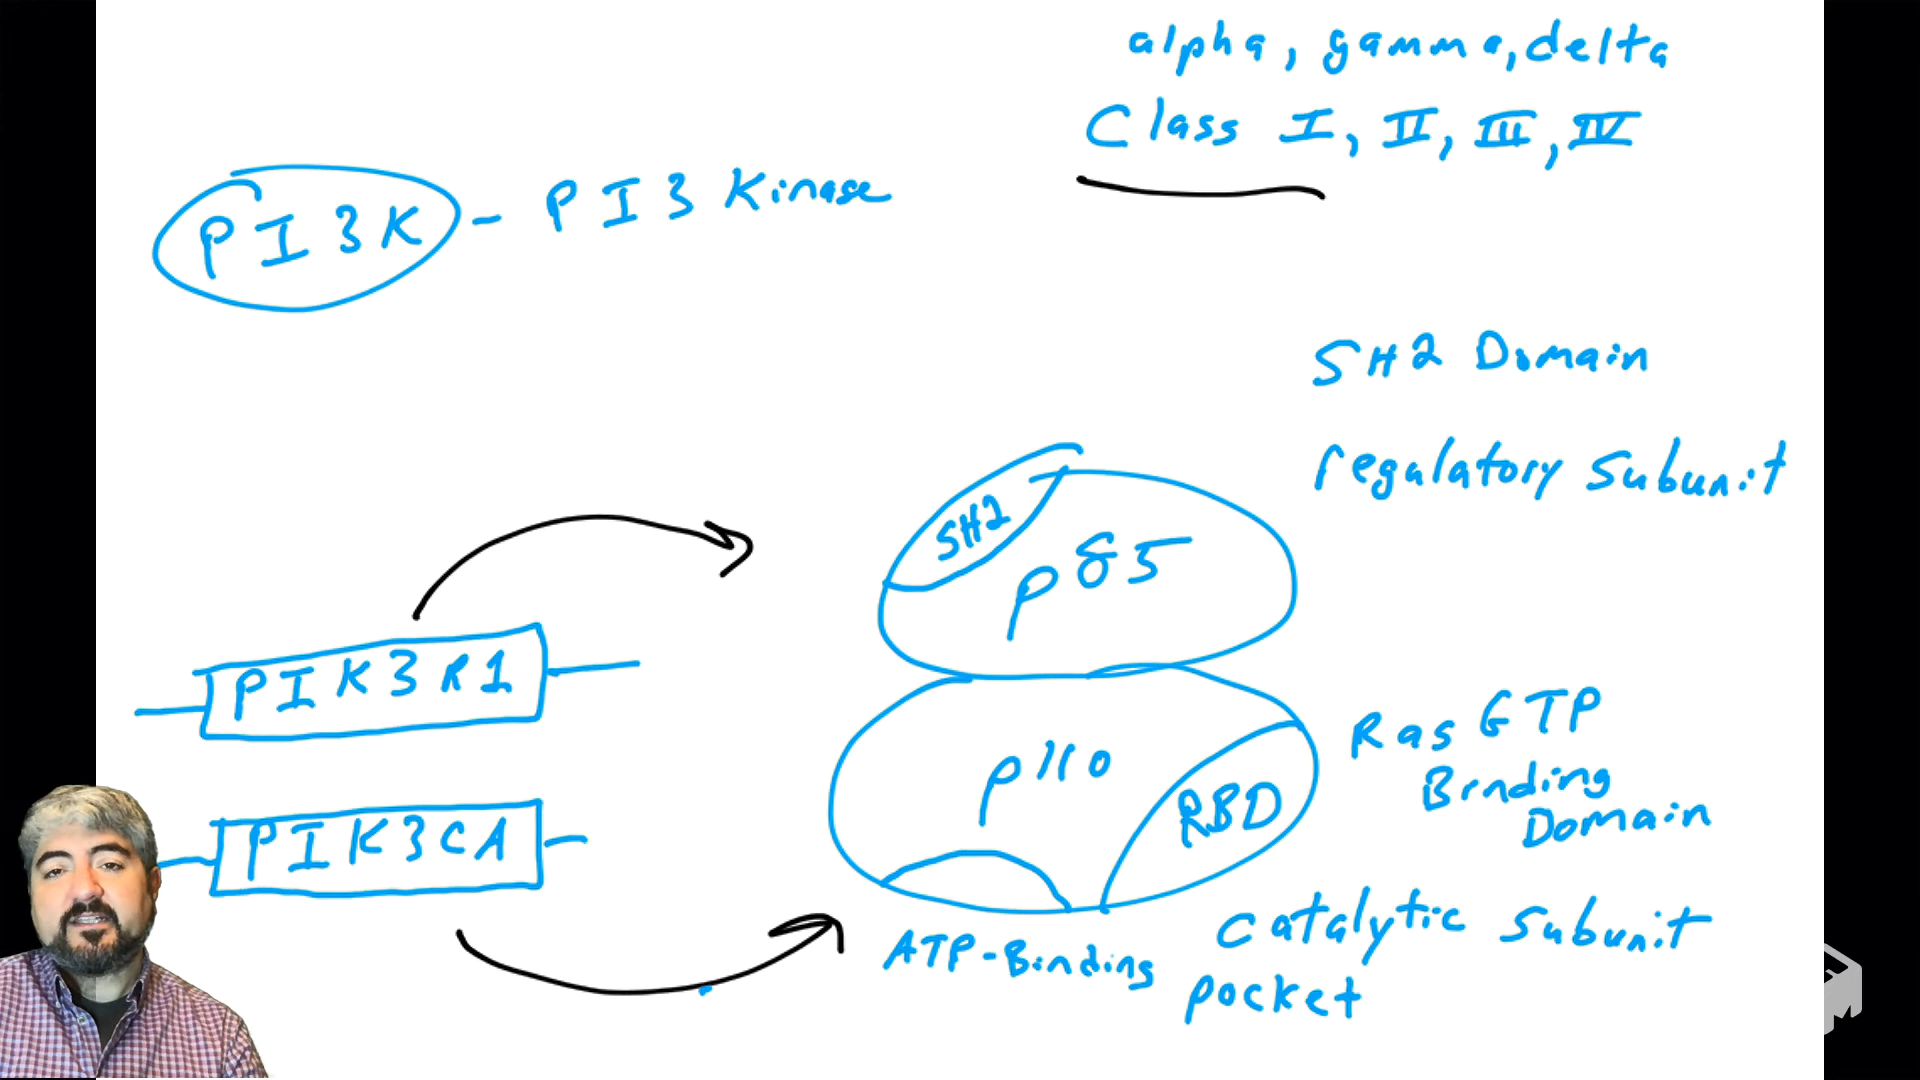 alpha, gamma, delta
Class I, II, III, IV
PI3K - PI3 Kinase
SH2 Domain
regulatory subunit
SH2
p85
PIK3R1
Ras GTP
Binding
Domain
p110
RBD
PIK3CA
catalytic subunit
ATP-Binding
pocket